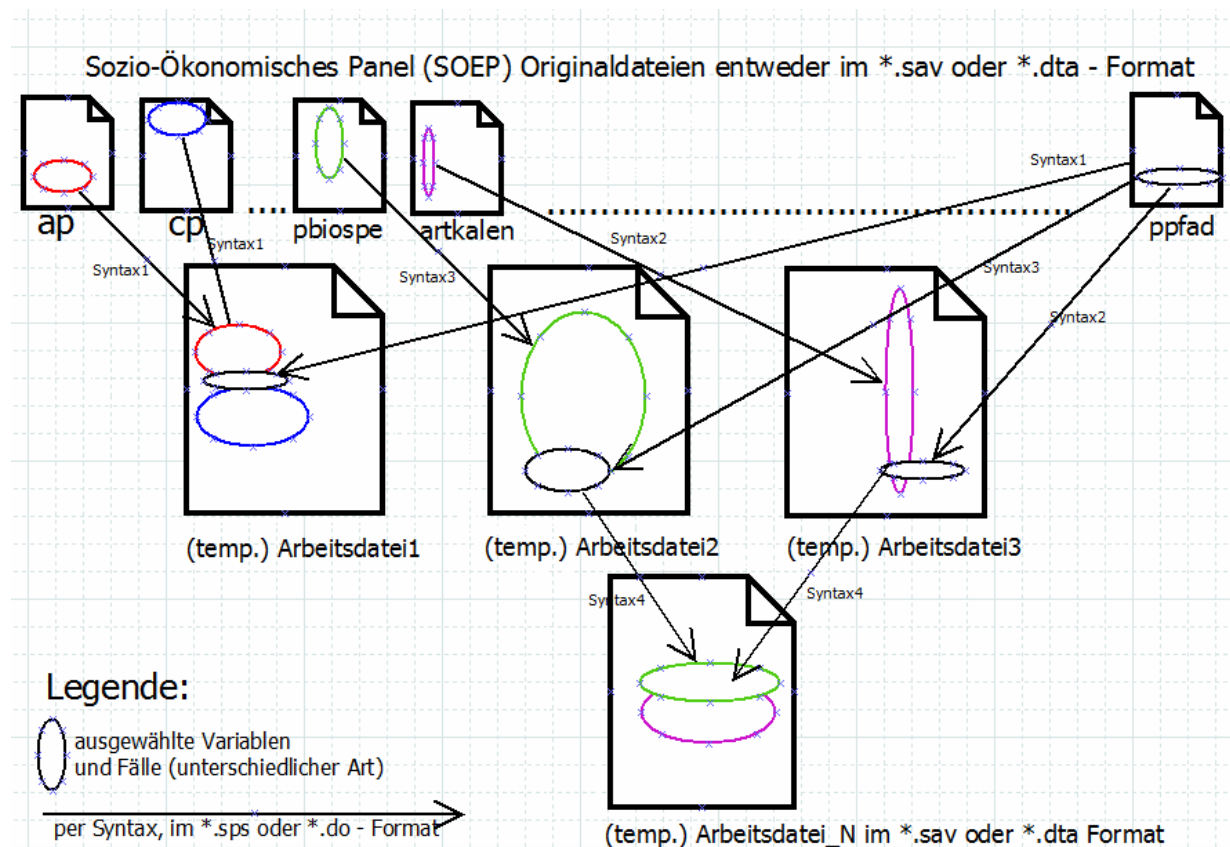 Sozio-Ökonomisches Panel (SOEP) Originaldateien entweder im *.sav oder *.dta - Format
ap
cp
pbiospe
artkalen
ppfad
Syntax1
Syntax1
Syntax3
Syntax2
Syntax1
Syntax3
Syntax2
(temp.) Arbeitsdatei1
(temp.) Arbeitsdatei2
(temp.) Arbeitsdatei3
Syntax4
Syntax4
Legende:
ausgewählte Variablen
und Fälle (unterschiedlicher Art)
per Syntax, im *.sps oder *.do - Format
(temp.) Arbeitsdatei_N im *.sav oder *.dta Format